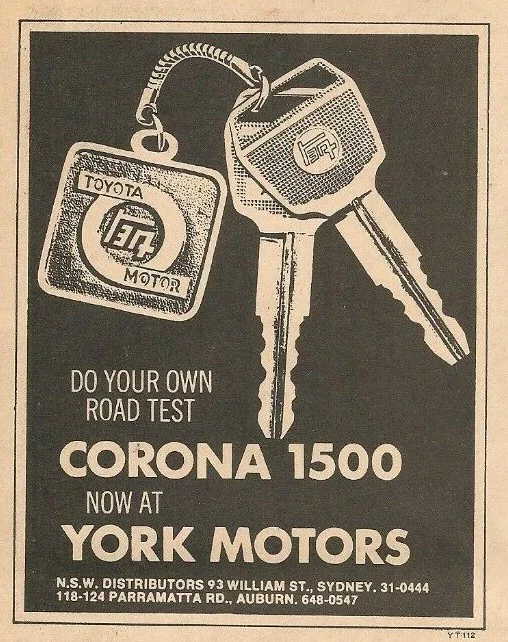 TOYOTA
MOTOR
DO YOUR OWN
ROAD TEST
CORONA 1500
NOW AT
YORK MOTORS
N.S.W. DISTRIBUTORS 93 WILLIAM ST., SYDNEY. 31-0444
118-124 PARRAMATTA RD., AUBURN. 648-0547
YT·112